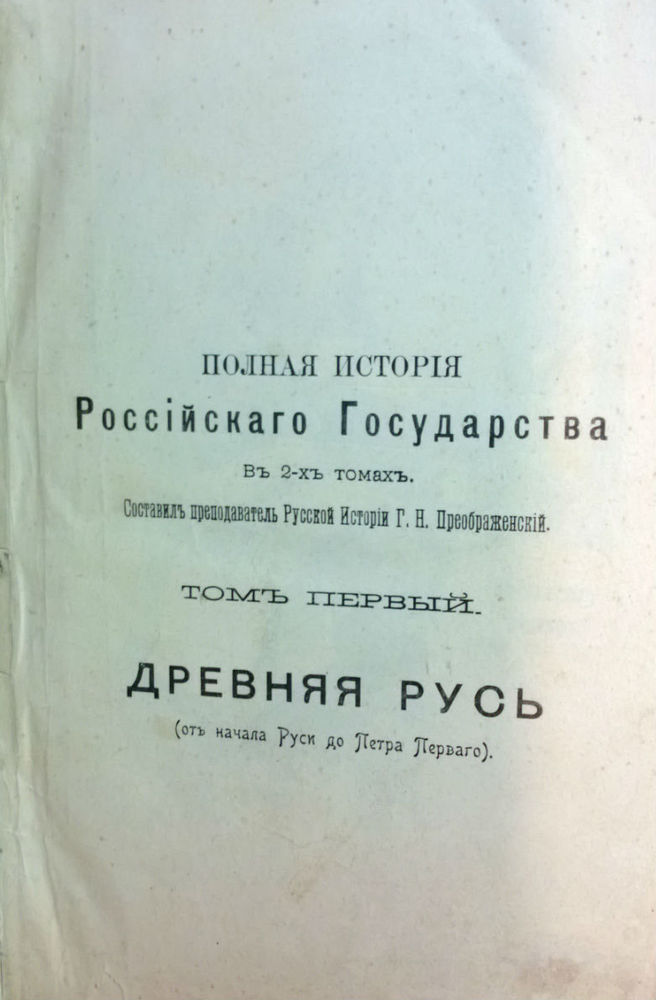 ПОЛНАЯ ИСТОРІЯ
Россійскаго Государства
Въ 2-хъ томахъ.
Составилъ преподаватель Русской Исторіи Г. Н. Преображенскій.
ТОМЪ ПЕРВЫЙ.
ДРЕВНЯЯ РУСЬ
(отъ начала Руси до Петра Перваго).